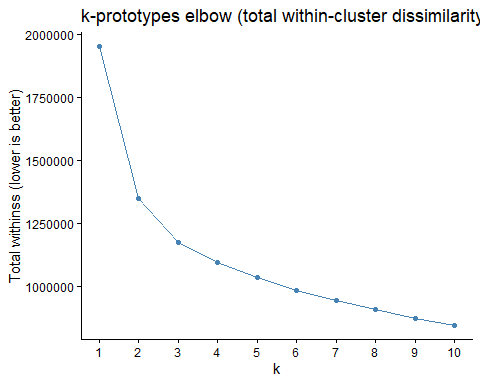 k-prototypes elbow (total within-cluster dissimilarity
Total withinss (lower is better)
2000000
1750000
1500000
1250000
1000000
1 2 3 4 5 6 7 8 9 10
k